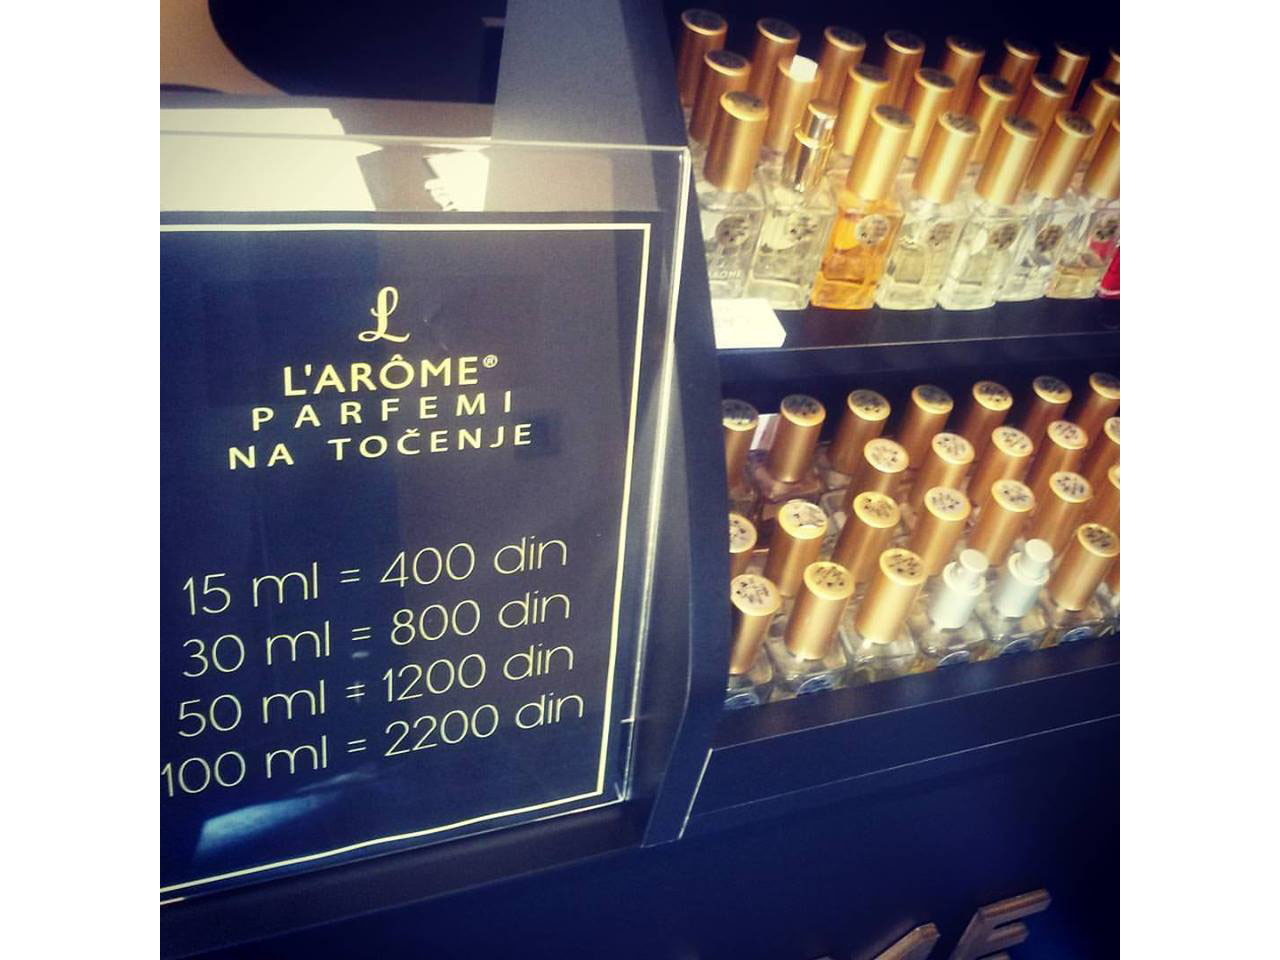 L
L'ARÔME®
PARFEMI
NA TOČENJE
15 ml = 400 din
30 ml = 800 din
50 ml = 1200 din
100 ml = 2200 din